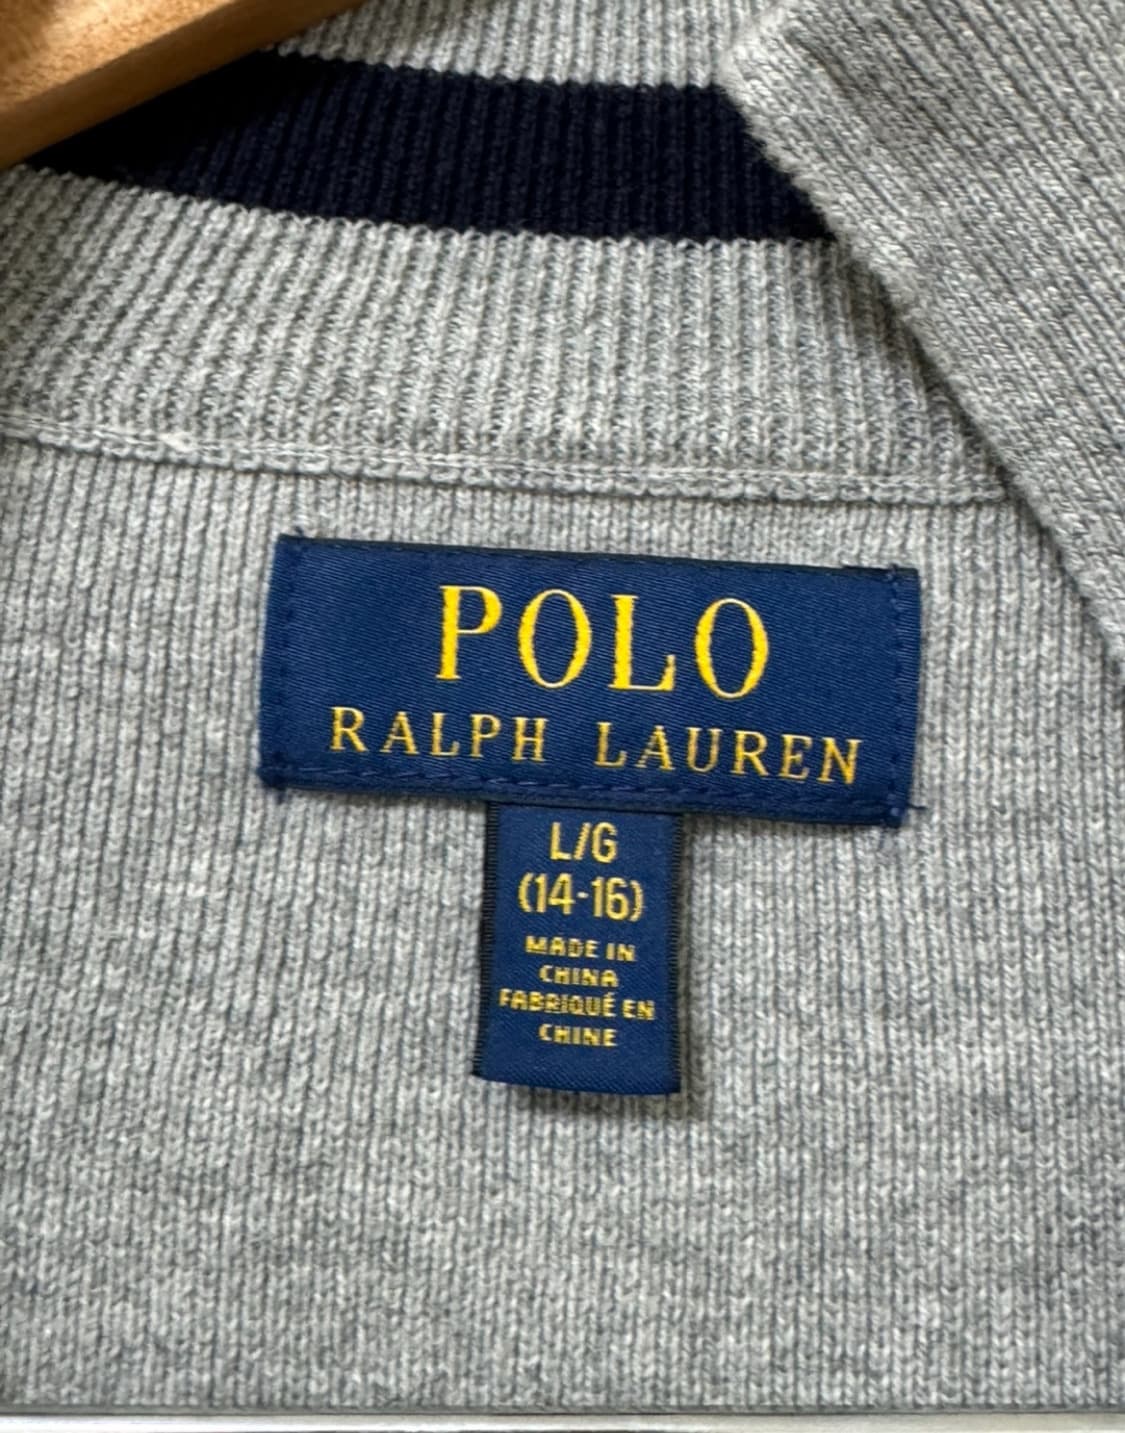 POLO
RALPH LAUREN
L/G
(14-16)
MADE IN
CHINA
FABRIQUÉ EN
CHINE